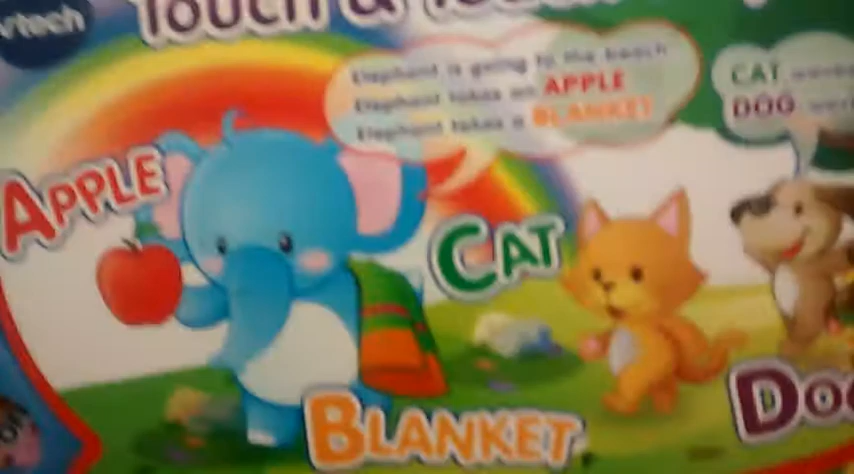 vtech
Touch &
Elephant is going to the beach
Elephant takes an APPLE
Elephant takes a BLANKET
CAT
DOG
APPLE
CAT
BLANKET
Do